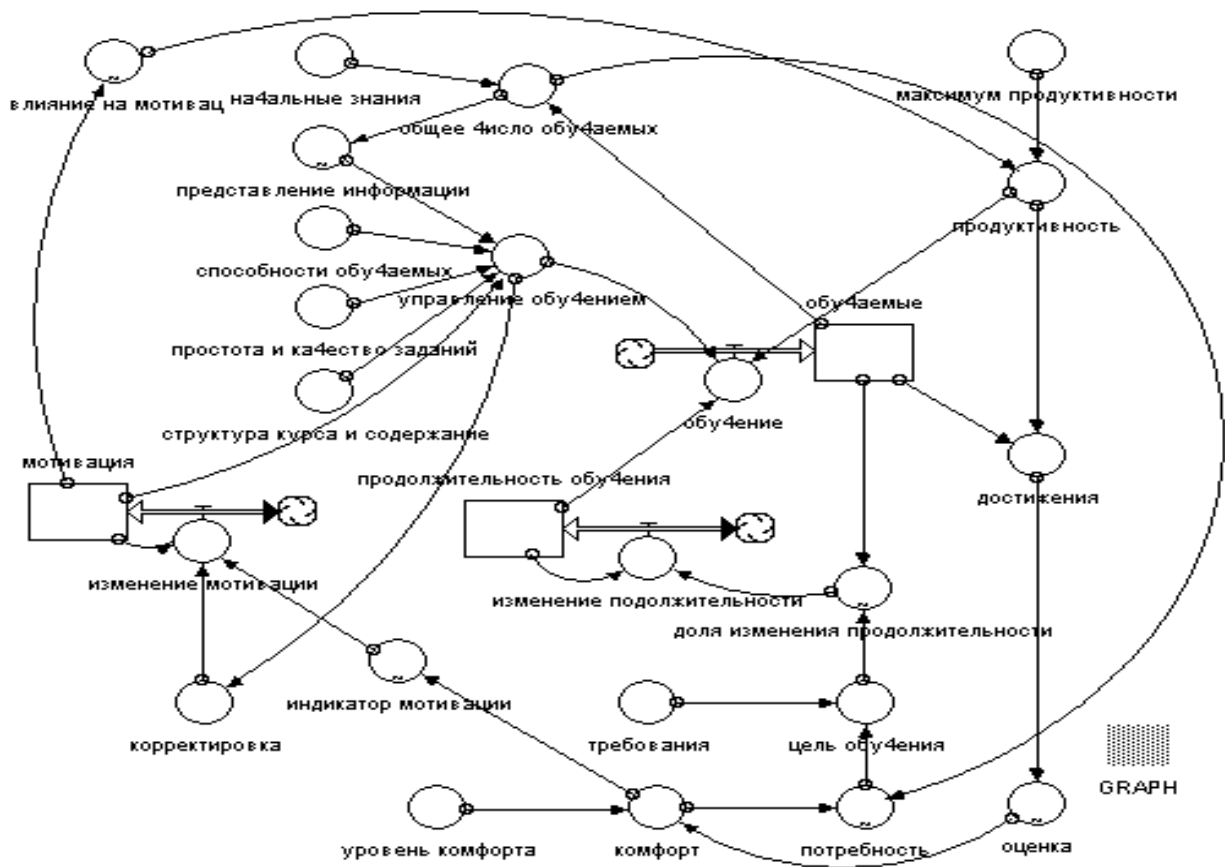 влияние на мотивац
на4альные знания
общее 4исло обу4аемых
максимум продуктивности
представление информации
продуктивность
способности обу4аемых
управление обу4ением
обу4аемые
простота и ка4ество заданий
обу4ение
структура курса и содержание
мотивация
продолжительность обу4ения
достижения
изменение мотивации
изменение подолжительности
доля изменения продолжительности
индикатор мотивации
корректировка
требования
цель обу4ения
GRAPH
уровень комфорта
комфорт
потребность
оценка